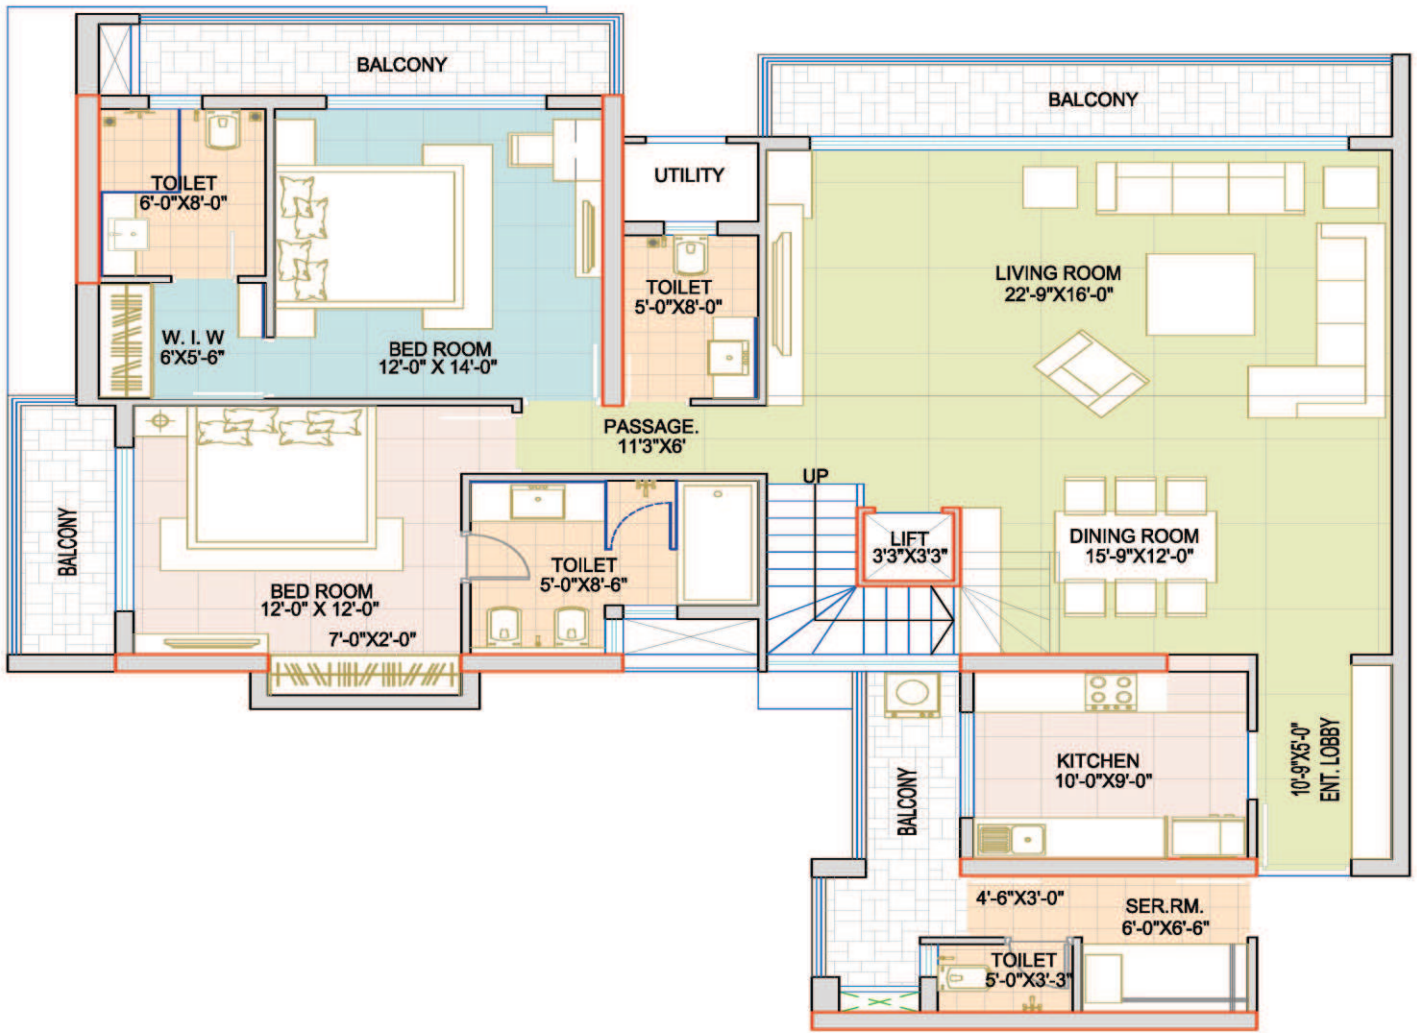 BALCONY
BALCONY
UTILITY
TOILET
6'-0"X8'-0"
LIVING ROOM
22'-9"X16'-0"
TOILET
5'-0"X8'-0"
W. I. W
6'X5'-6"
BED ROOM
12'-0" X 14'-0"
PASSAGE.
11'3"X6'
UP
BALCONY
LIFT
3'3"X3'3"
DINING ROOM
15'-9"X12'-0"
TOILET
5'-0"X8'-6"
BED ROOM
12'-0" X 12'-0"
7'-0"X2'-0"
KITCHEN
10'-0"X9'-0"
10'-9"X5'-0"
ENT. LOBBY
BALCONY
4'-6"X3'-0"
SER.RM.
6'-0"X6'-6"
TOILET
5'-0"X3'-3"